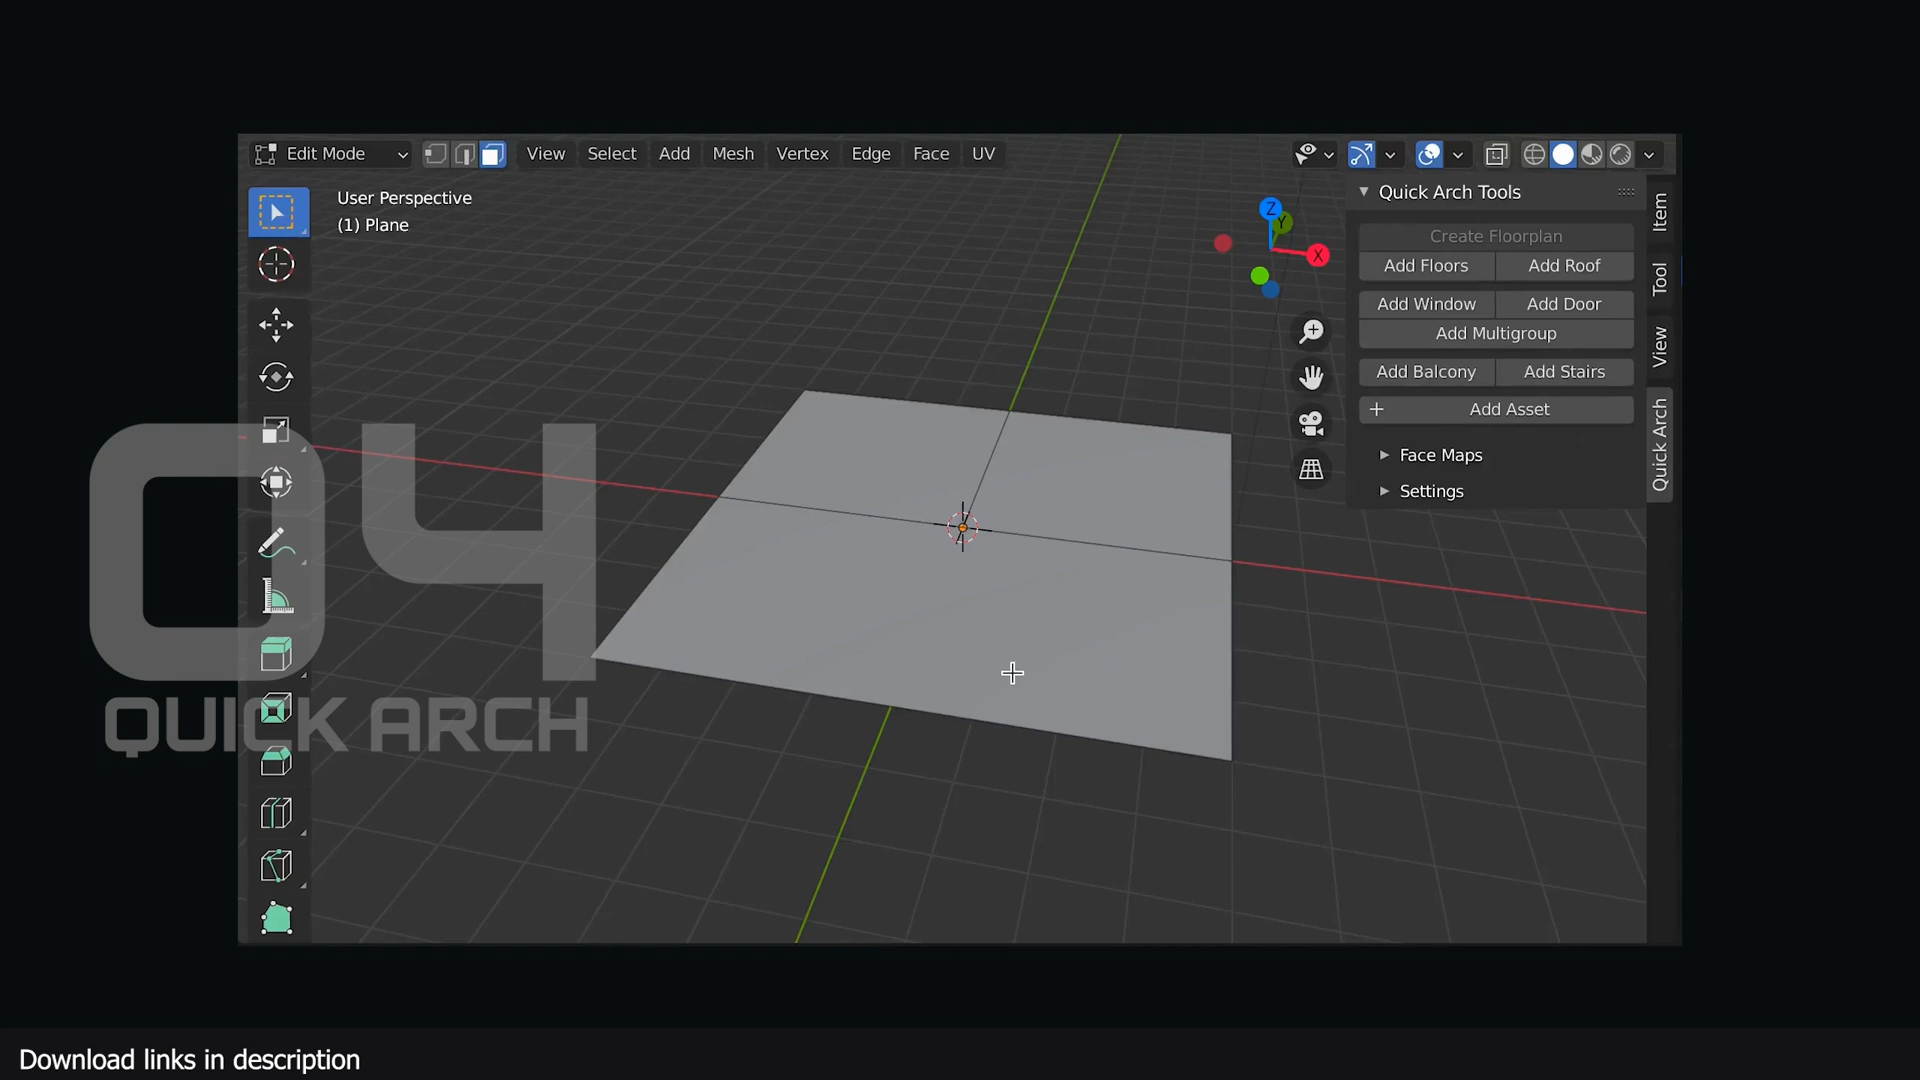 Edit Mode View Select Add Mesh Vertex Edge Face UV
User Perspective
(1) Plane
Z
Y
X
Quick Arch Tools
Create Floorplan
Add Floors Add Roof
Add Window Add Door
Add Multigroup
Add Balcony Add Stairs
+ Add Asset
Face Maps
Settings
Item
Tool
View
Quick Arch
04
QUICK ARCH
Download links in description